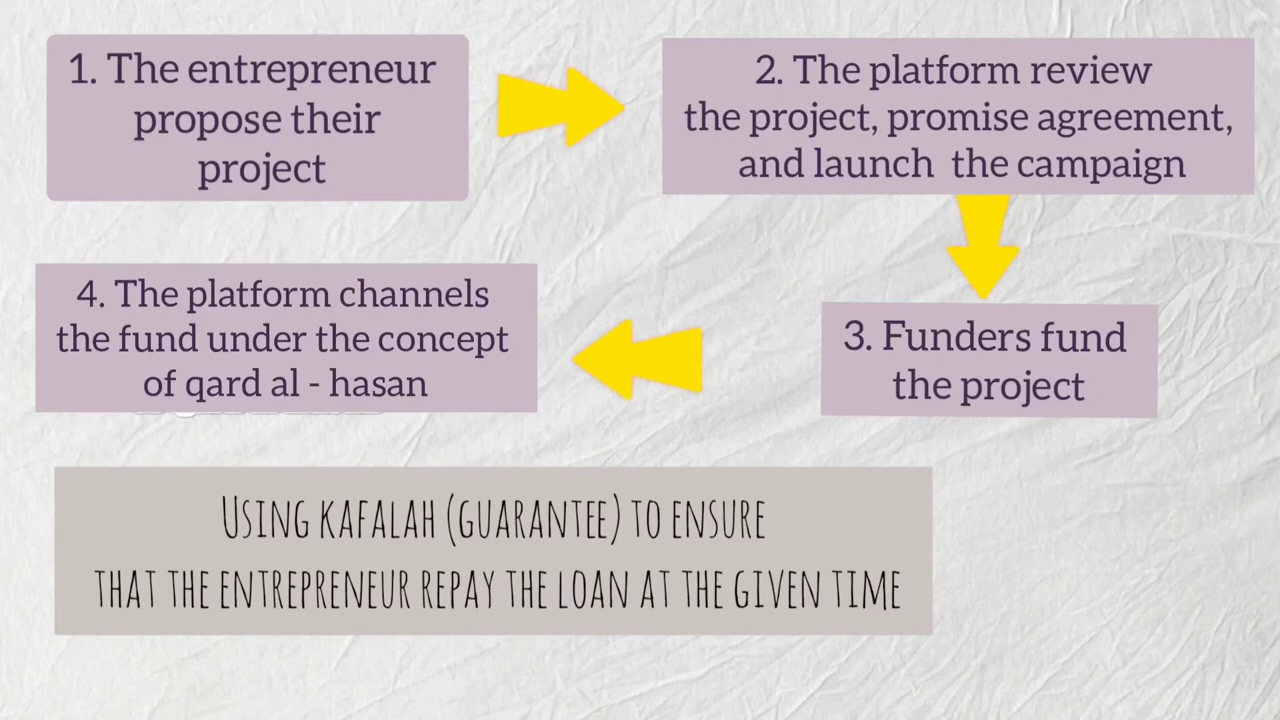 1. The entrepreneur
propose their
project
2. The platform review
the project, promise agreement,
and launch the campaign
3. Funders fund
the project
4. The platform channels
the fund under the concept
of qard al - hasan
USING KAFALAH (GUARANTEE) TO ENSURE
THAT THE ENTREPRENEUR REPAY THE LOAN AT THE GIVEN TIME